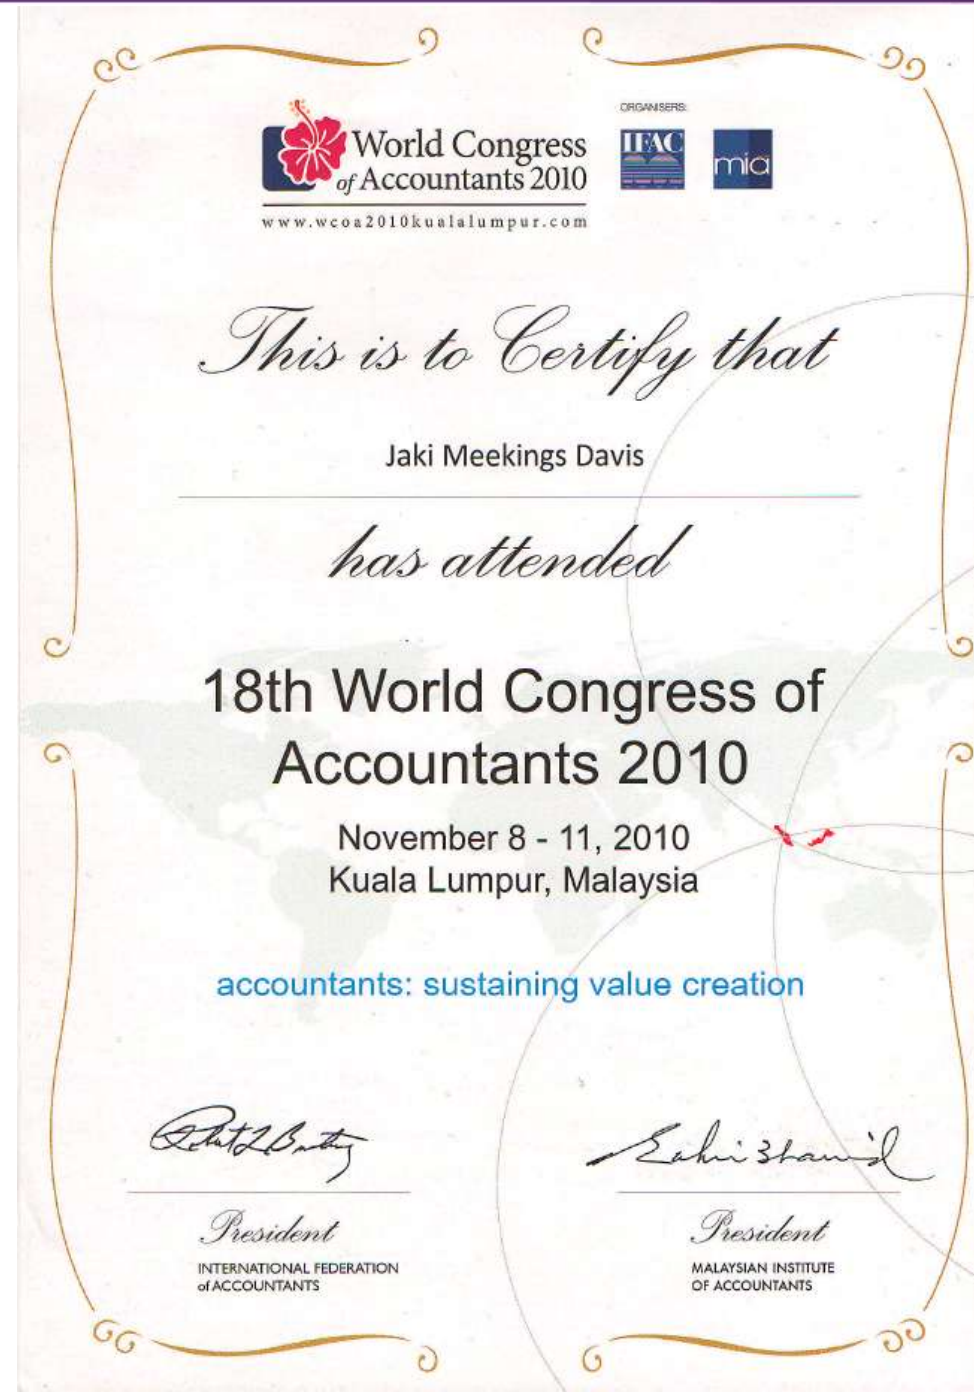 World Congress
of Accountants 2010
www.wcoa2010kualalumpur.com
ORGANISERS:
IFAC
mia
This is to Certify that
Jaki Meekings Davis
has attended
18th World Congress of
Accountants 2010
November 8 - 11, 2010
Kuala Lumpur, Malaysia
accountants: sustaining value creation
President
INTERNATIONAL FEDERATION
of ACCOUNTANTS
President
MALAYSIAN INSTITUTE
OF ACCOUNTANTS